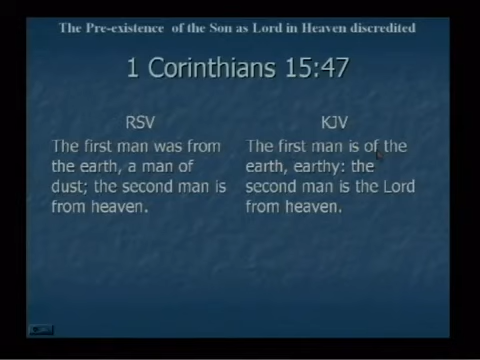 The Pre-existence of the Son as Lord in Heaven discredited
1 Corinthians 15:47
RSV
The first man was from
the earth, a man of
dust; the second man is
from heaven.
KJV
The first man is of the
earth, earthy: the
second man is the Lord
from heaven.